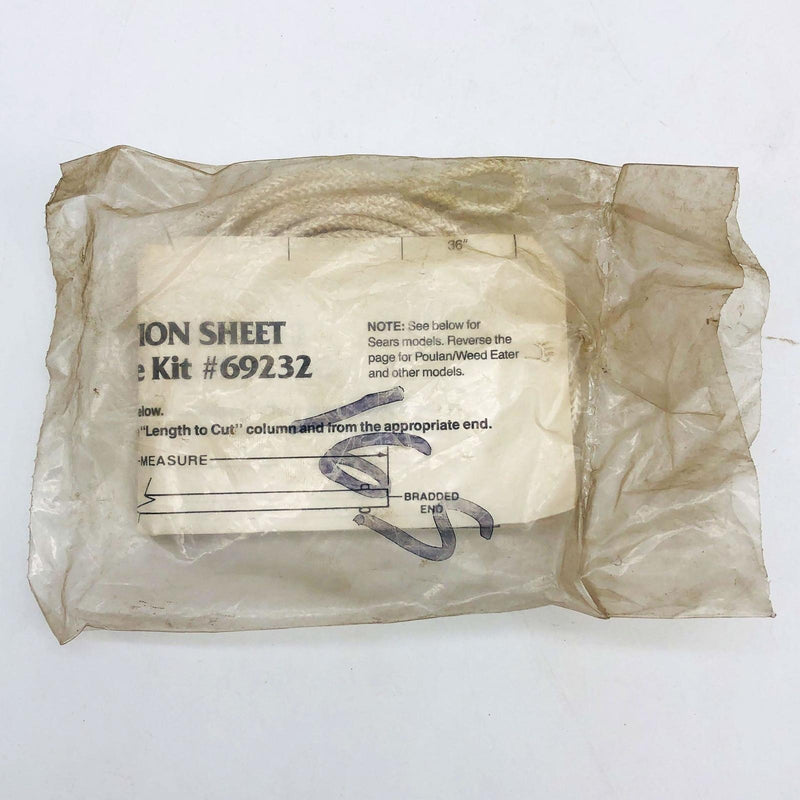 36"
TION SHEET
e Kit #69232
NOTE: See below for
Sears models. Reverse the
page for Poulan/Weed Eater
and other models.
elow.
"Length to Cut" column and from the appropriate end.
MEASURE
BRADDED
END